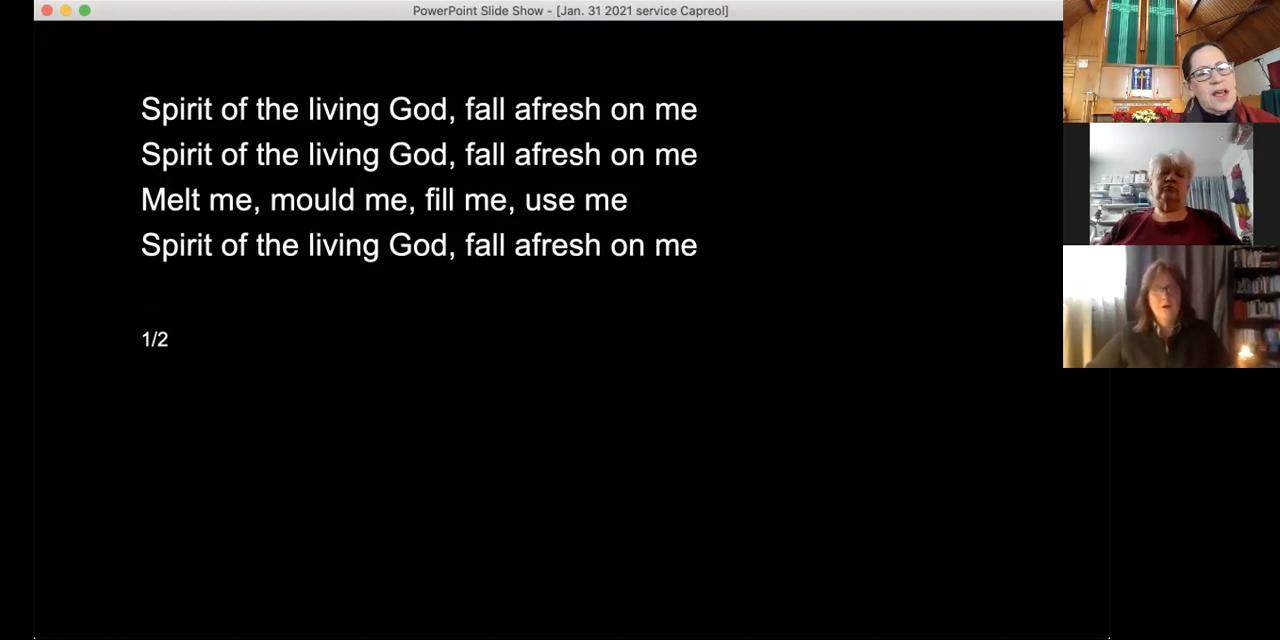 PowerPoint Slide Show - [Jan. 31 2021 service Capreol]
Spirit of the living God, fall afresh on me
Spirit of the living God, fall afresh on me
Melt me, mould me, fill me, use me
Spirit of the living God, fall afresh on me
1/2